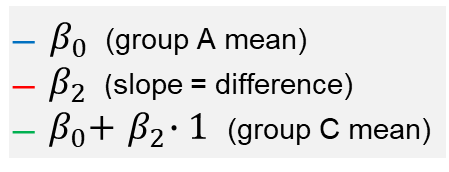 β₀ (group A mean)
β₂ (slope = difference)
β₀+ β₂· 1 (group C mean)